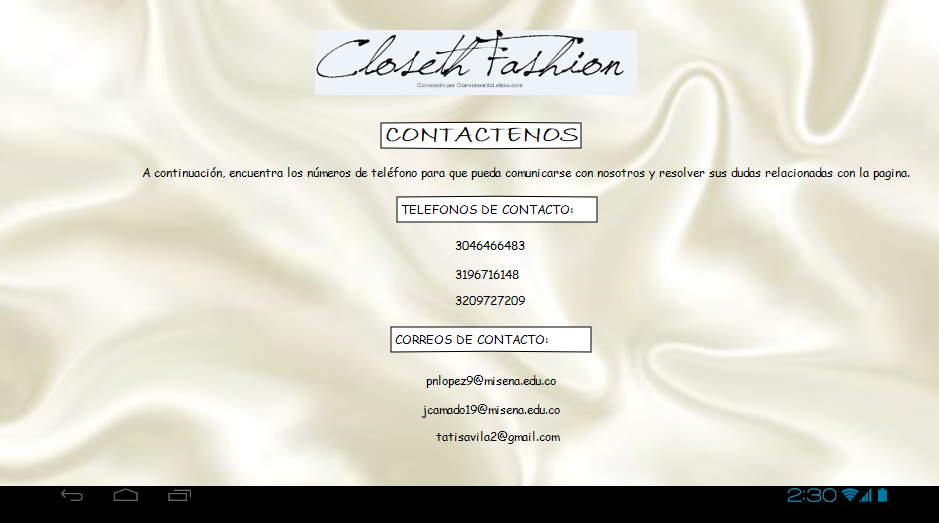 Closeth Fashion
Generado por ConversordeLetras.com
CONTACTENOS
A continuación, encuentra los números de teléfono para que pueda comunicarse con nosotros y resolver sus dudas relacionadas con la pagina.
TELEFONOS DE CONTACTO:
3046466483
3196716148
3209727209
CORREOS DE CONTACTO:
pnlopez9@misena.edu.co
jcamado19@misena.edu.co
tatisavila2@gmail.com
2:30